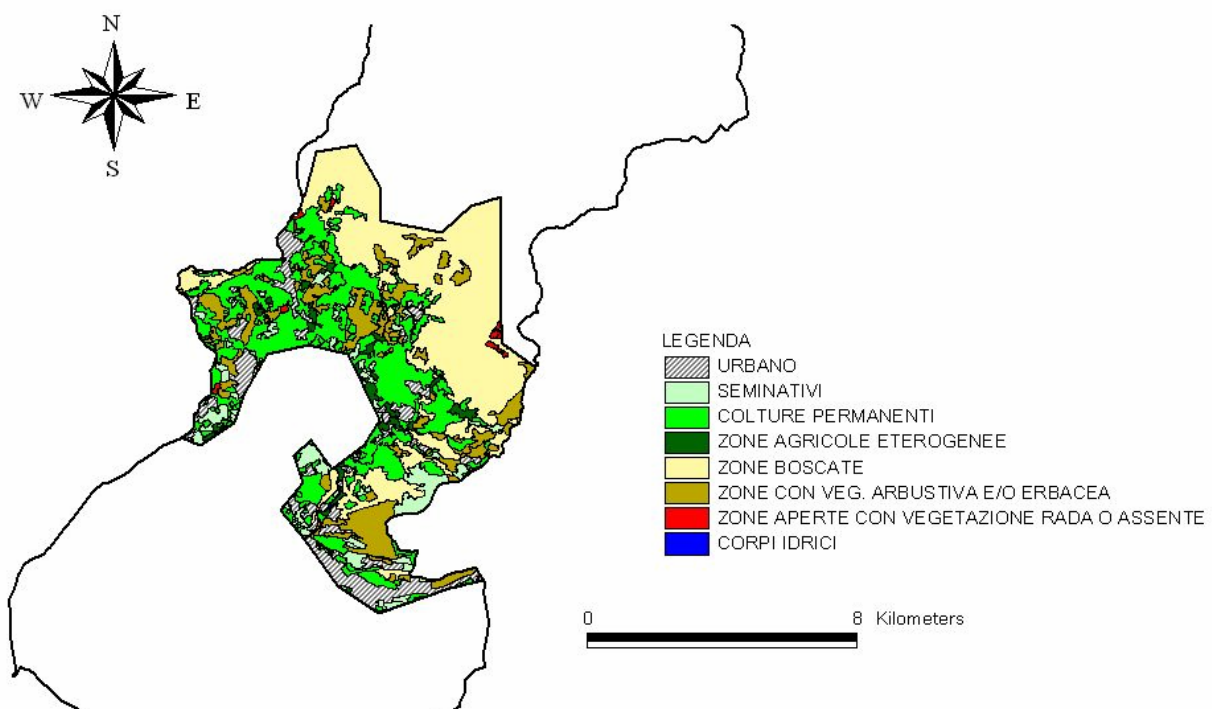 N
W E
S
LEGENDA
URBANO
SEMINATIVI
COLTURE PERMANENTI
ZONE AGRICOLE ETEROGENEE
ZONE BOSCATE
ZONE CON VEG. ARBUSTIVA E/O ERBACEA
ZONE APERTE CON VEGETAZIONE RADA O ASSENTE
CORPI IDRICI
0 8 Kilometers